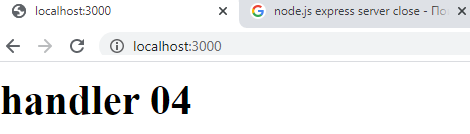 localhost:3000
node.js express server close - По
localhost:3000
handler 04